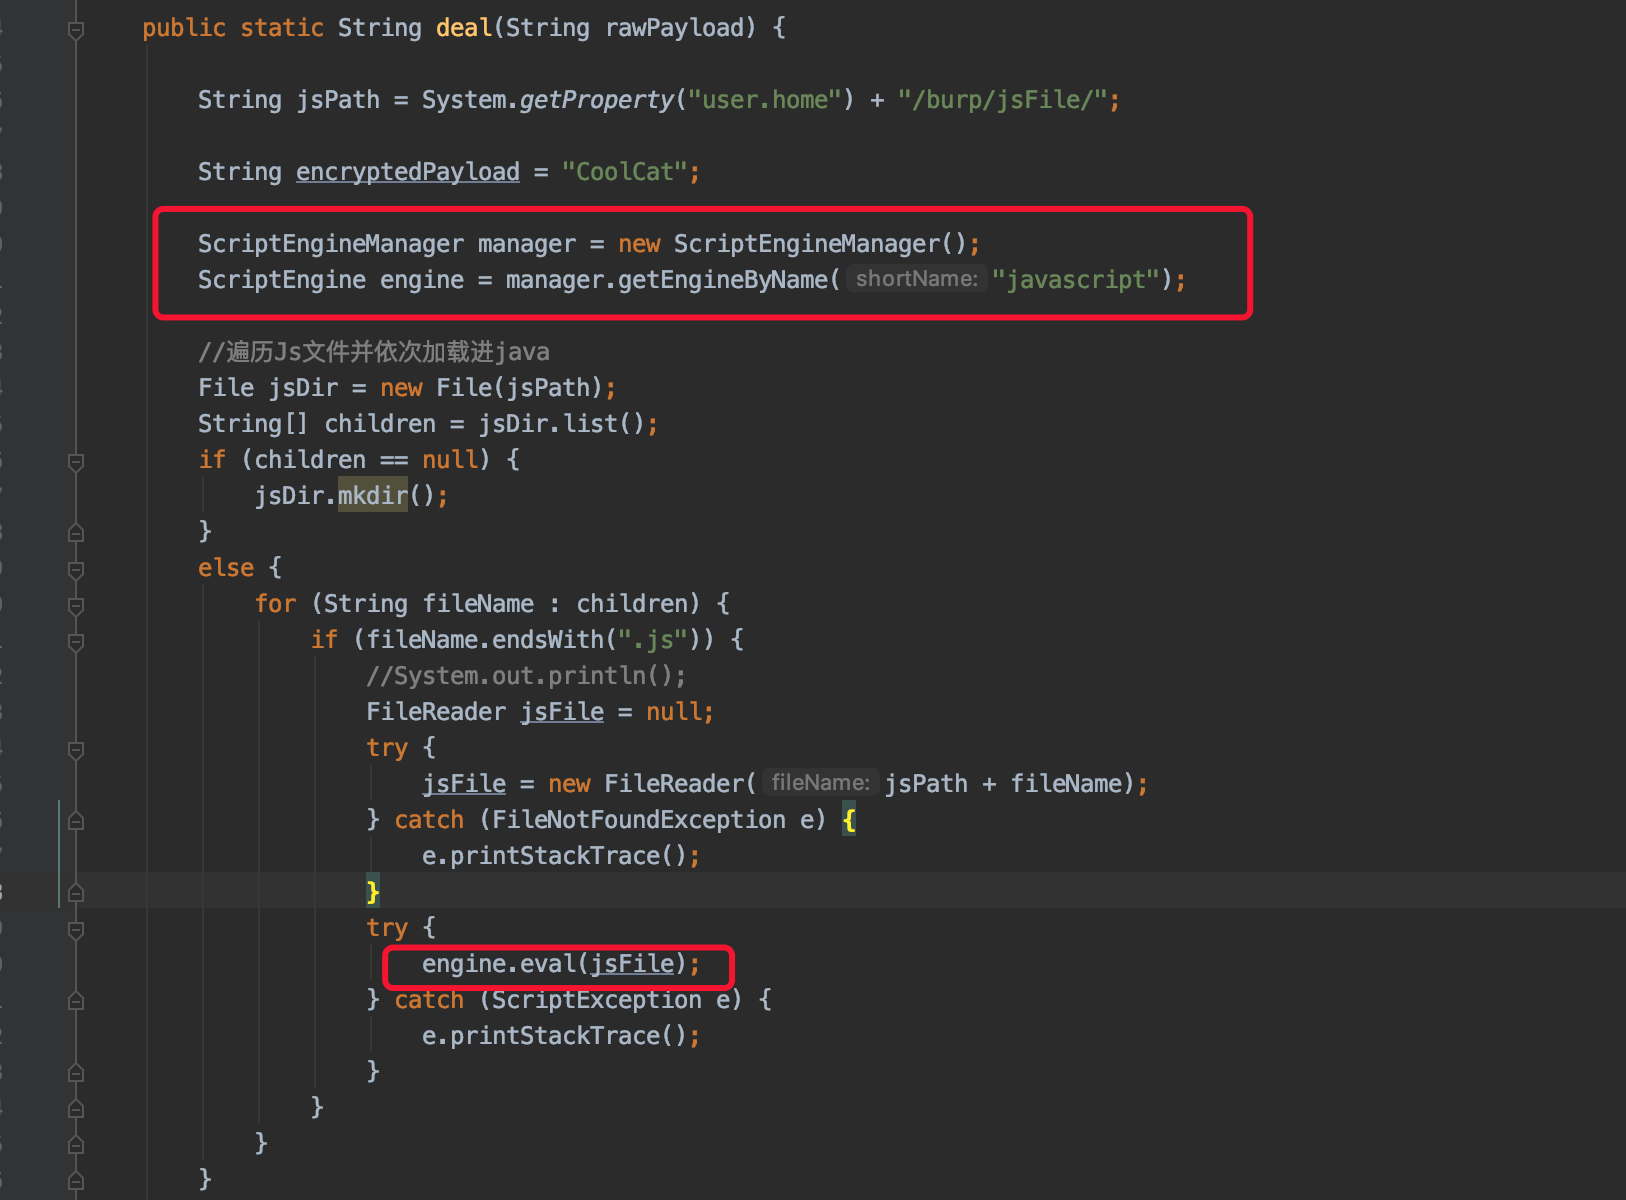 public static String deal(String rawPayload) {
String jsPath = System.getProperty("user.home") + "/burp/jsFile/";
String encryptedPayload = "CoolCat";
ScriptEngineManager manager = new ScriptEngineManager();
ScriptEngine engine = manager.getEngineByName( shortName: "javascript");
//遍历Js文件并依次加载进java
File jsDir = new File(jsPath);
String[] children = jsDir.list();
if (children == null) {
jsDir.mkdir();
}
else {
for (String fileName : children) {
if (fileName.endsWith(".js")) {
//System.out.println();
FileReader jsFile = null;
try {
jsFile = new FileReader( fileName: jsPath + fileName);
} catch (FileNotFoundException e) {
e.printStackTrace();
}
try {
engine.eval(jsFile);
} catch (ScriptException e) {
e.printStackTrace();
}
}
}
}